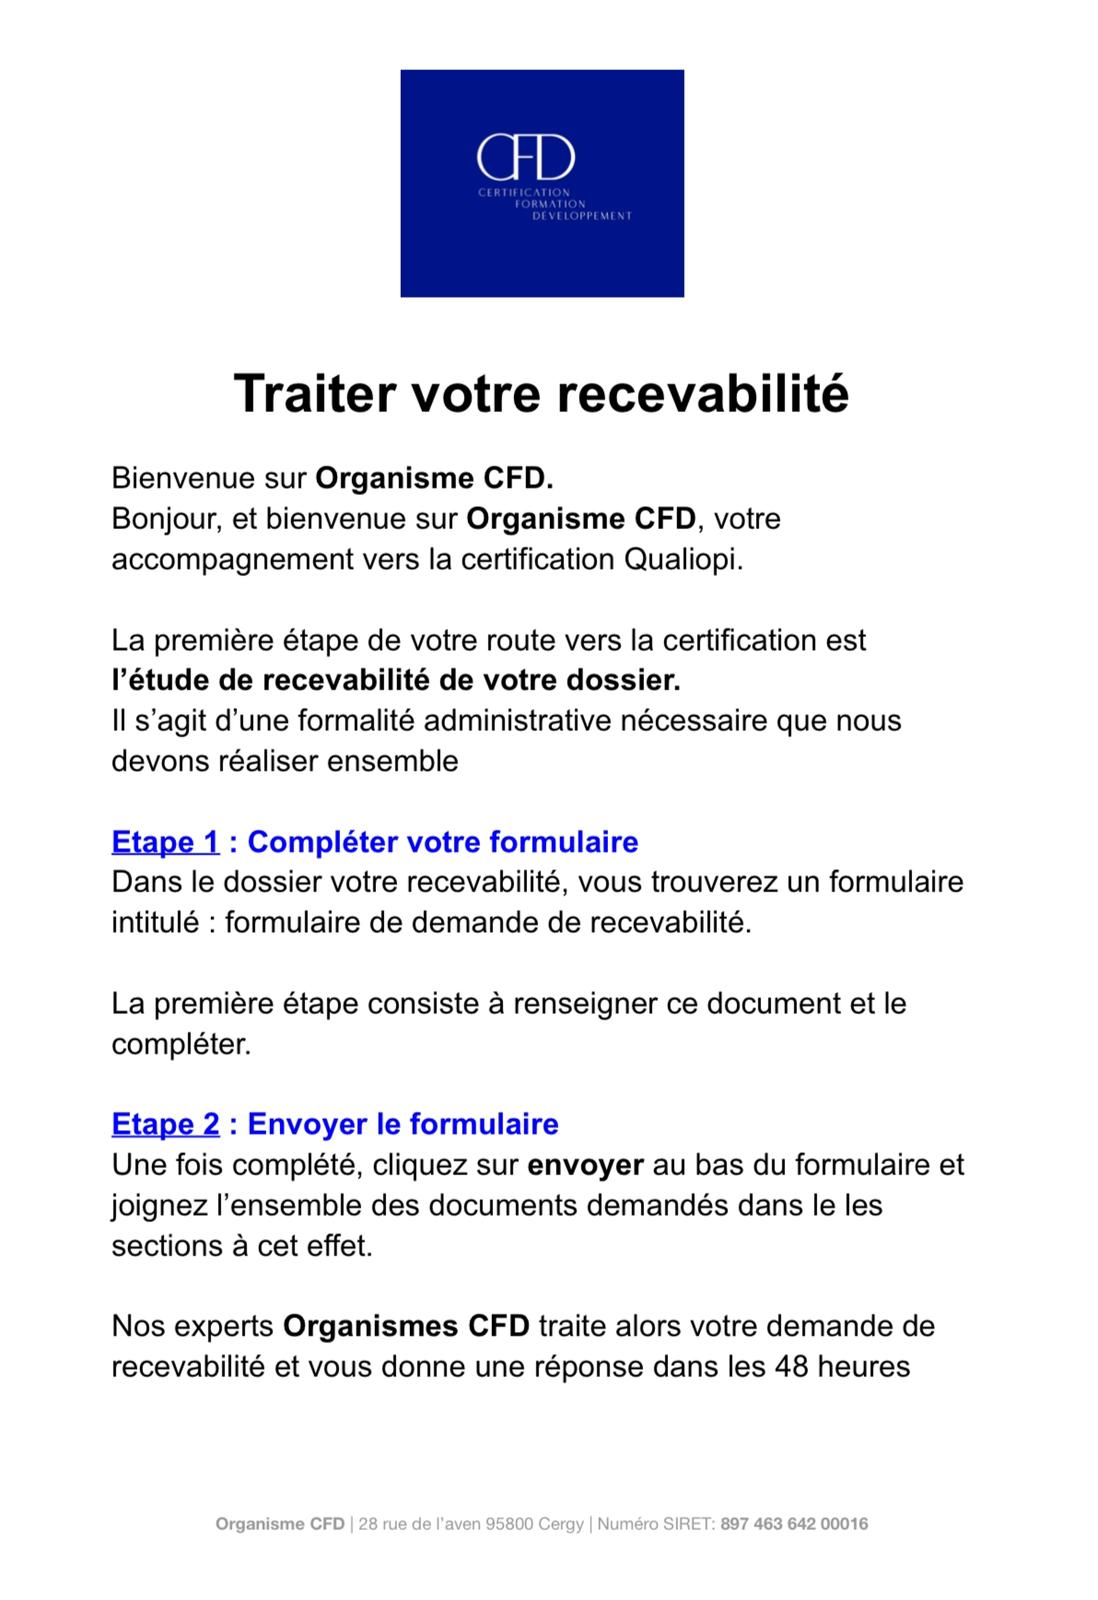 CFD
CERTIFICATION
FORMATION
DÉVELOPPEMENT
Traiter votre recevabilité
Bienvenue sur Organisme CFD.
Bonjour, et bienvenue sur Organisme CFD, votre
accompagnement vers la certification Qualiopi.
La première étape de votre route vers la certification est
l’étude de recevabilité de votre dossier.
Il s’agit d’une formalité administrative nécessaire que nous
devons réaliser ensemble
Etape 1 : Compléter votre formulaire
Dans le dossier votre recevabilité, vous trouverez un formulaire
intitulé : formulaire de demande de recevabilité.
La première étape consiste à renseigner ce document et le
compléter.
Etape 2 : Envoyer le formulaire
Une fois complété, cliquez sur envoyer au bas du formulaire et
joignez l’ensemble des documents demandés dans le les
sections à cet effet.
Nos experts Organismes CFD traite alors votre demande de
recevabilité et vous donne une réponse dans les 48 heures
Organisme CFD | 28 rue de l’aven 95800 Cergy | Numéro SIRET: 897 463 642 00016